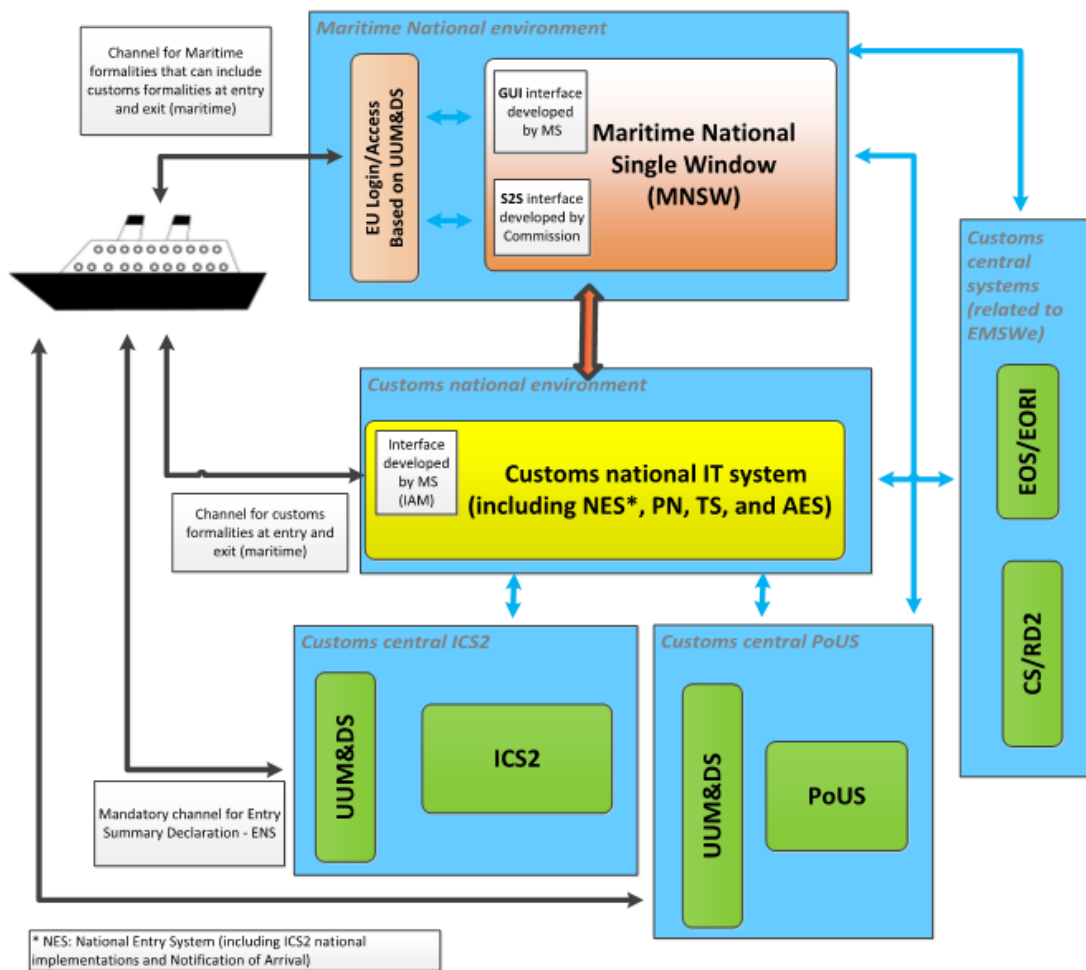 Maritime National environment
Channel for Maritime
formalities that can include
customs formalities at entry
and exit (maritime)
EU Login/Access
Based on UUM&DS
GUI interface
developed
by MS
S2S interface
developed by
Commission
Maritime National
Single Window
(MNSW)
Customs
central
systems
(related to
EMSWe)
EOS/EORI
CS/RD2
Customs national environment
Interface
developed
by MS
(IAM)
Customs national IT system
(including NES*, PN, TS, and AES)
Channel for customs
formalities at entry and
exit (maritime)
Customs central ICS2
UUM&DS
ICS2
Customs central PoUS
UUM&DS
PoUS
Mandatory channel for Entry
Summary Declaration - ENS
* NES: National Entry System (including ICS2 national
implementations and Notification of Arrival)